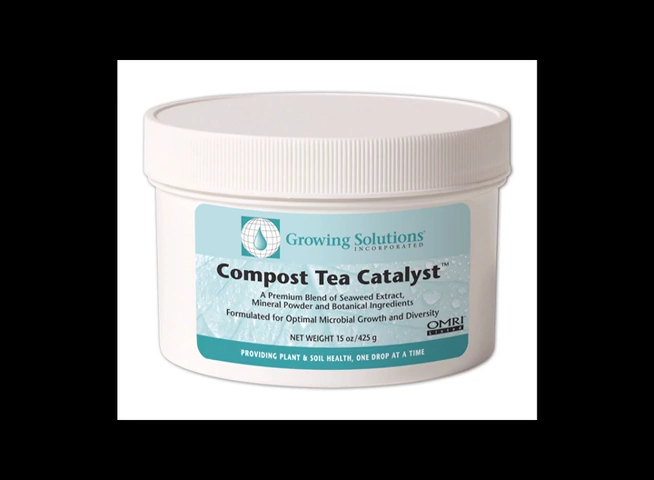 Growing Solutions®
INCORPORATED
Compost Tea Catalyst™
A Premium Blend of Seaweed Extract,
Mineral Powder and Botanical Ingredients
Formulated for Optimal Microbial Growth and Diversity
OMRI
LISTED
NET WEIGHT 15 oz/425 g
PROVIDING PLANT & SOIL HEALTH, ONE DROP AT A TIME